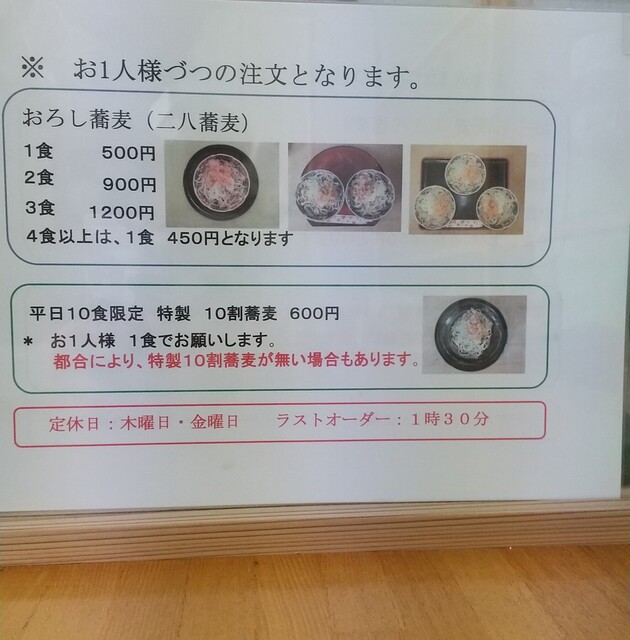 ※　お1人様づつの注文となります。
おろし蕎麦（二八蕎麦）
1食　500円
2食　900円
3食　1200円
4食以上は、1食　450円となります
平日10食限定　特製　10割蕎麦　600円
＊　お1人様　1食でお願いします。
都合により、特製10割蕎麦が無い場合もあります。
定休日：木曜日・金曜日　ラストオーダー：１時３０分